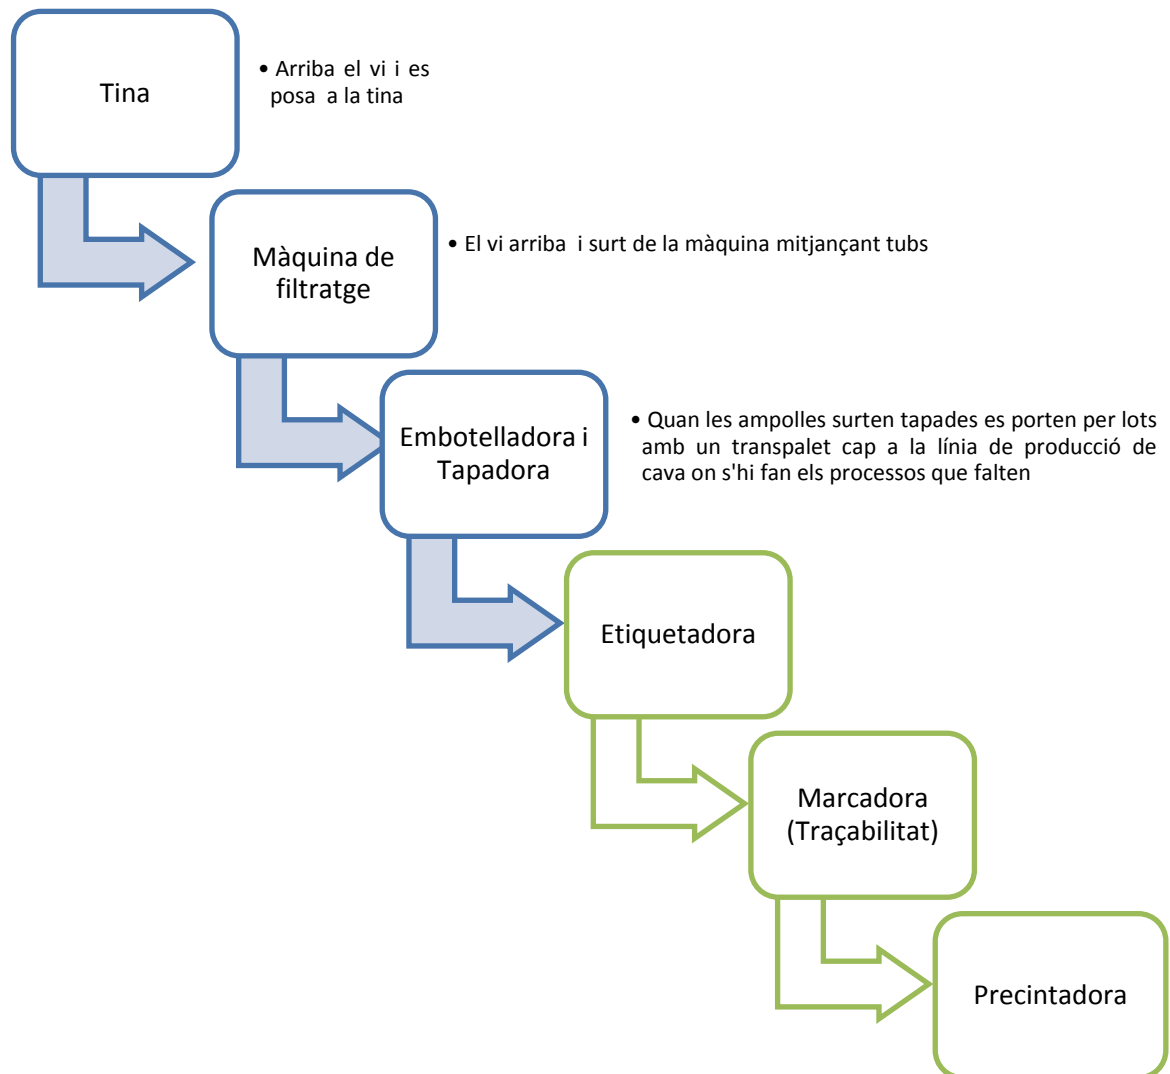 Tina
• Arriba el vi i es
posa a la tina
Màquina de
filtratge
• El vi arriba i surt de la màquina mitjançant tubs
Embotelladora i
Tapadora
• Quan les ampolles surten tapades es porten per lots
amb un transpalet cap a la línia de producció de
cava on s'hi fan els processos que falten
Etiquetadora
Marcadora
(Traçabilitat)
Precintadora